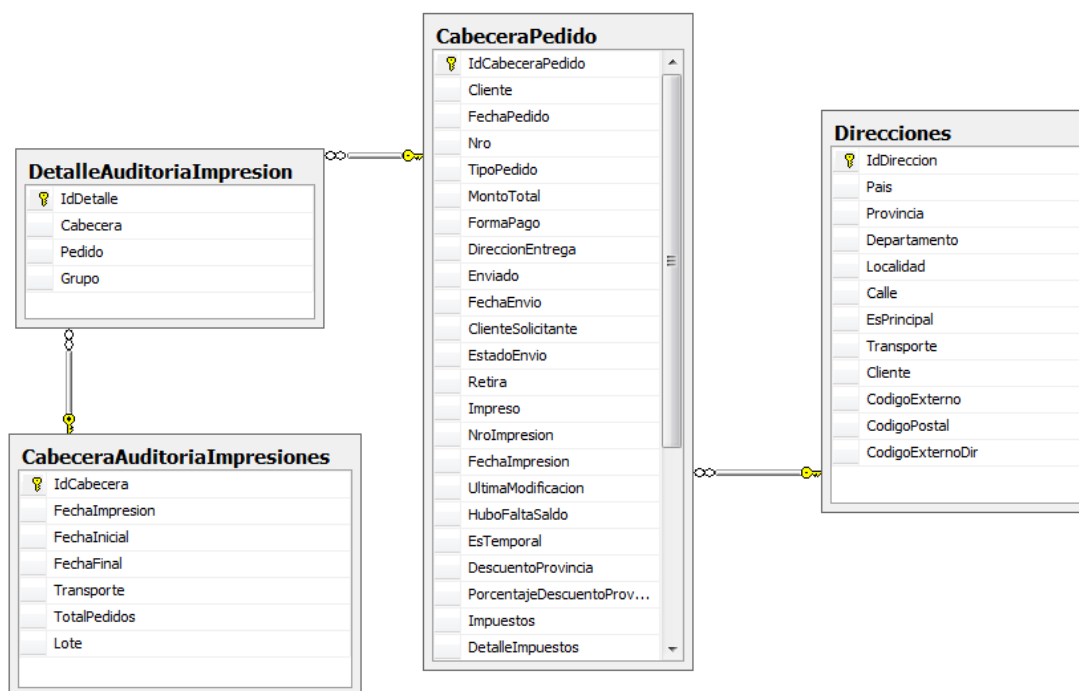 CabeceraPedido
IdCabeceraPedido
Cliente
FechaPedido
Nro
TipoPedido
MontoTotal
FormaPago
DireccionEntrega
Enviado
FechaEnvio
ClienteSolicitante
EstadoEnvio
Retira
Impreso
NroImpresion
FechaImpresion
UltimaModificacion
HuboFaltaSaldo
EsTemporal
DescuentoProvincia
PorcentajeDescuentoProv...
Impuestos
DetalleImpuestos
Direcciones
IdDireccion
Pais
Provincia
Departamento
Localidad
Calle
EsPrincipal
Transporte
Cliente
CodigoExterno
CodigoPostal
CodigoExternoDir
DetalleAuditoriaImpresion
IdDetalle
Cabecera
Pedido
Grupo
CabeceraAuditoriaImpresiones
IdCabecera
FechaImpresion
FechaInicial
FechaFinal
Transporte
TotalPedidos
Lote